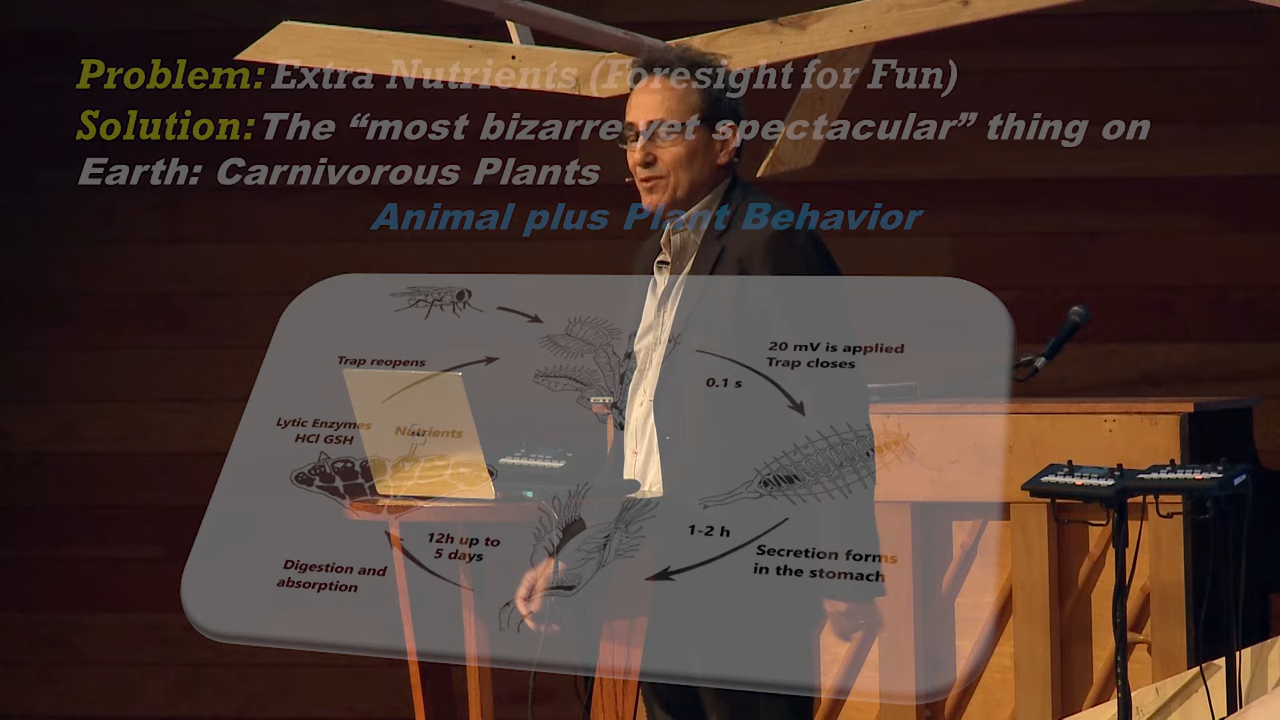 Problem: Extra Nutrients (Foresight for Fun)
Solution: The “most bizarre yet spectacular” thing on
Earth: Carnivorous Plants
Animal plus Plant Behavior
20 mV is applied
Trap closes
0.1 s
Trap reopens
Lytic Enzymes
HCl GSH
Nutrients
1-2 h
Secretion forms
in the stomach
12h up to
5 days
Digestion and
absorption